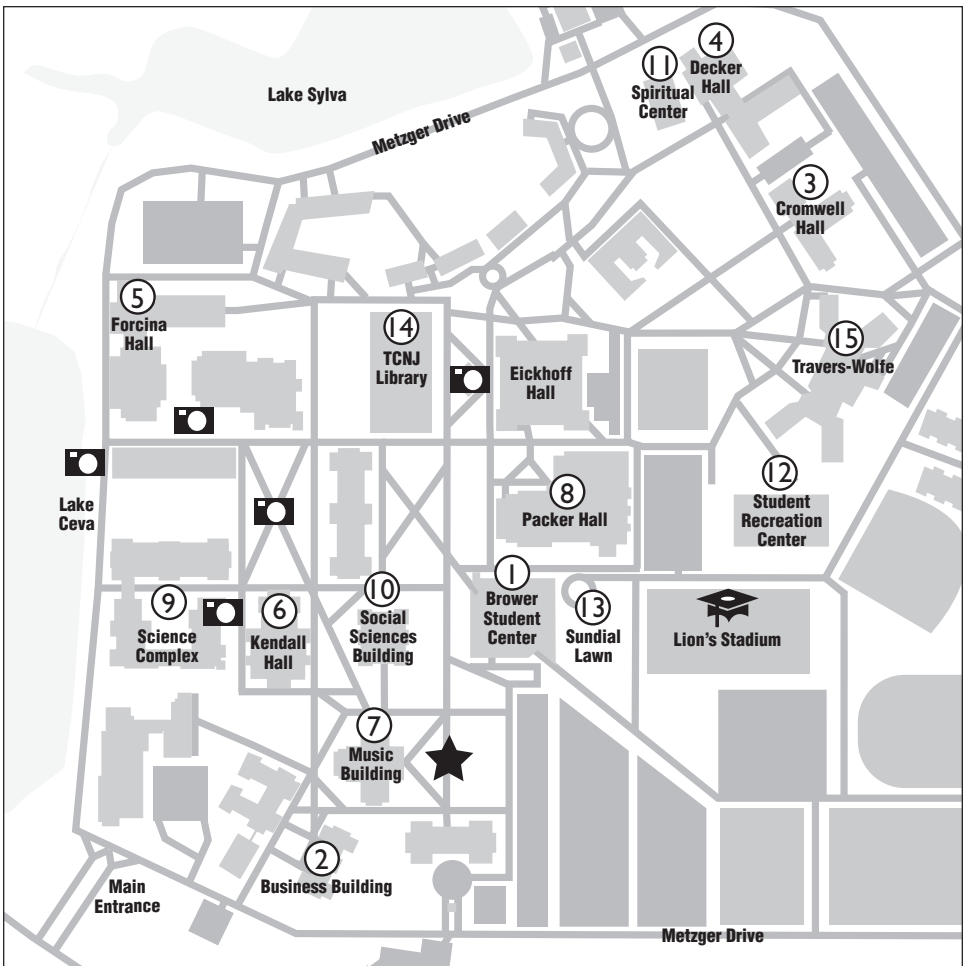 4
Decker
Hall
11
Spiritual
Center
Lake Sylva
Metzger Drive
3
Cromwell
Hall
5
Forcina
Hall
14
TCNJ
Library
Eickhoff
Hall
15
Travers-Wolfe
12
Student
Recreation
Center
8
Packer Hall
Lake
Ceva
9
Science
Complex
6
Kendall
Hall
10
Social
Sciences
Building
1
Brower
Student
Center
13
Sundial
Lawn
Lion's Stadium
7
Music
Building
2
Business Building
Main
Entrance
Metzger Drive